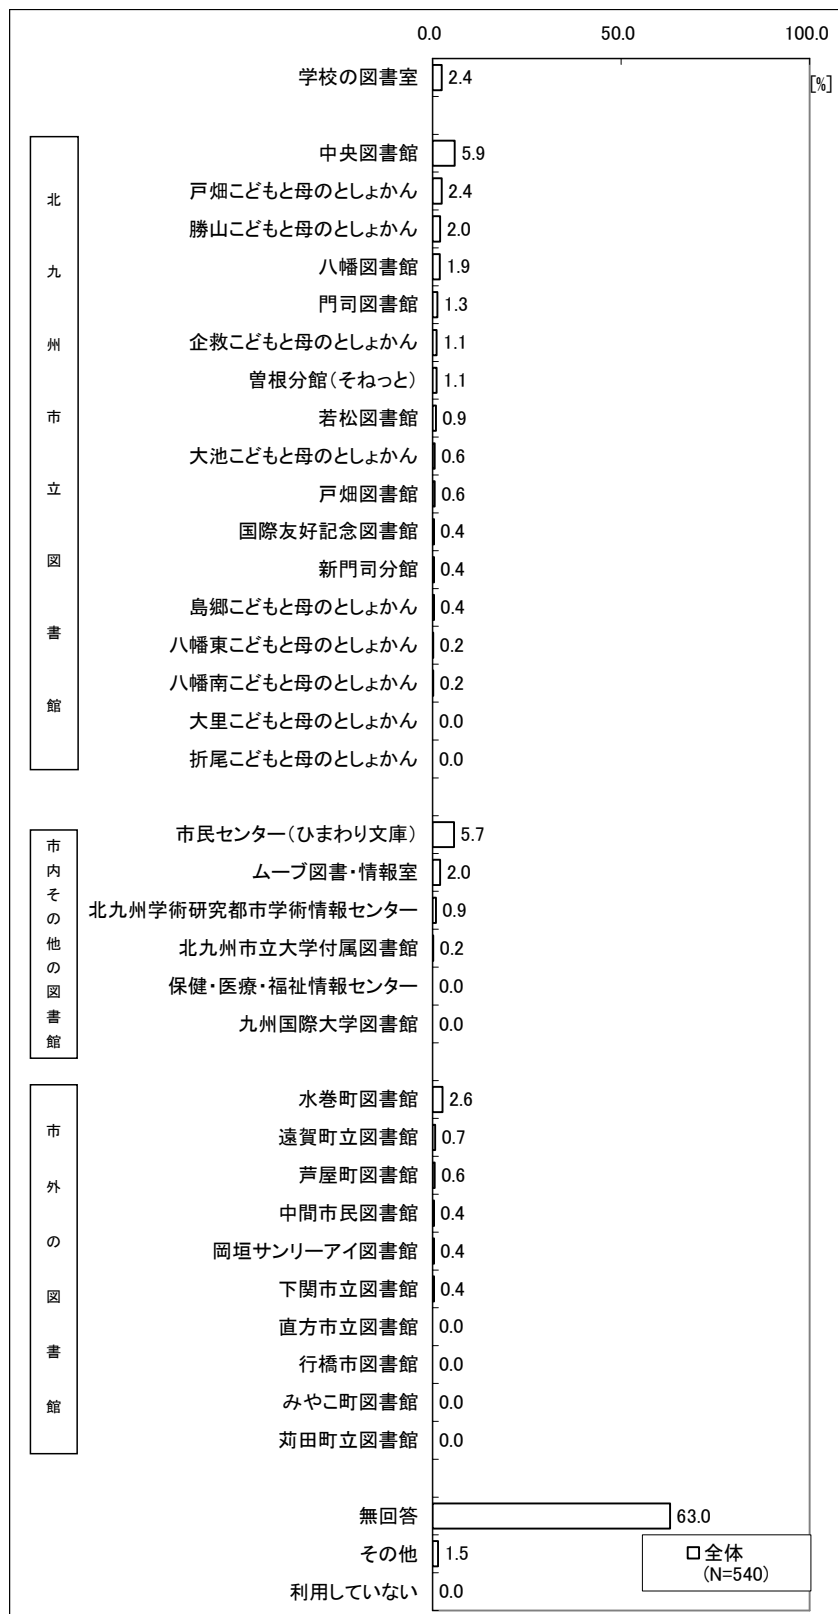 0.0 50.0 100.0
[%]
学校の図書室 2.4
北九州市立図書館
中央図書館 5.9
戸畑こどもと母のとしょかん 2.4
勝山こどもと母のとしょかん 2.0
八幡図書館 1.9
門司図書館 1.3
企救こどもと母のとしょかん 1.1
曽根分館(そねっと) 1.1
若松図書館 0.9
大池こどもと母のとしょかん 0.6
戸畑図書館 0.6
国際友好記念図書館 0.4
新門司分館 0.4
島郷こどもと母のとしょかん 0.4
八幡東こどもと母のとしょかん 0.2
八幡南こどもと母のとしょかん 0.2
大里こどもと母のとしょかん 0.0
折尾こどもと母のとしょかん 0.0
市内その他の図書館
市民センター(ひまわり文庫) 5.7
ムーブ図書・情報室 2.0
北九州学術研究都市学術情報センター 0.9
北九州市立大学付属図書館 0.2
保健・医療・福祉情報センター 0.0
九州国際大学図書館 0.0
市外の図書館
水巻町図書館 2.6
遠賀町立図書館 0.7
芦屋町図書館 0.6
中間市民図書館 0.4
岡垣サンリーアイ図書館 0.4
下関市立図書館 0.4
直方市立図書館 0.0
行橋市図書館 0.0
みやこ町図書館 0.0
苅田町立図書館 0.0
無回答 63.0
その他 1.5
利用していない 0.0
全体
(N=540)